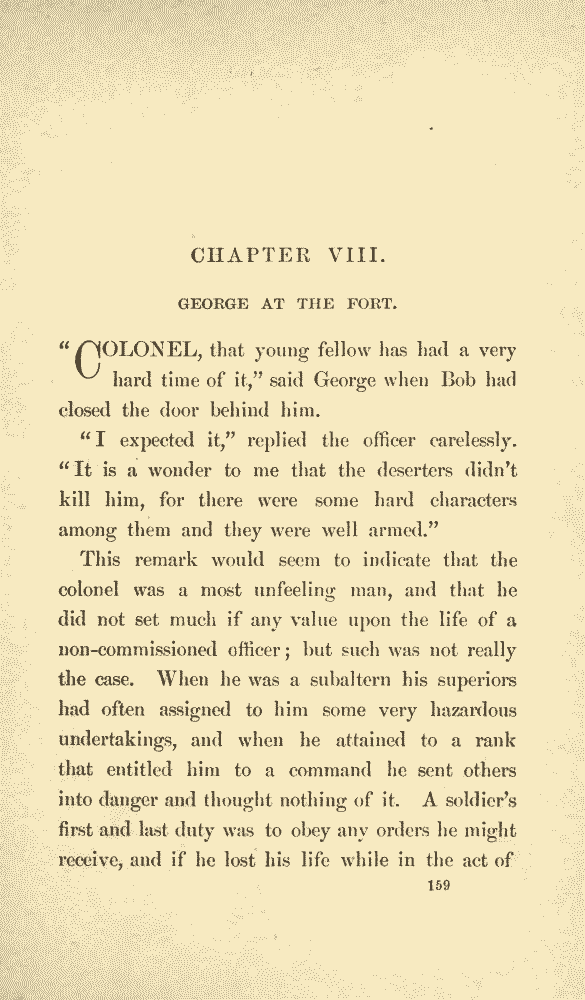 CHAPTER VIII.
GEORGE AT THE FORT.
“COLONEL, that young fellow has had a very
hard time of it,” said George when Bob had
closed the door behind him.
“I expected it,” replied the officer carelessly.
“It is a wonder to me that the deserters didn’t
kill him, for there were some hard characters
among them and they were well armed.”
This remark would seem to indicate that the
colonel was a most unfeeling man, and that he
did not set much if any value upon the life of a
non-commissioned officer; but such was not really
the case. When he was a subaltern his superiors
had often assigned to him some very hazardous
undertakings, and when he attained to a rank
that entitled him to a command he sent others
into danger and thought nothing of it. A soldier’s
first and last duty was to obey any orders he might
receive, and if he lost his life while in the act of
159